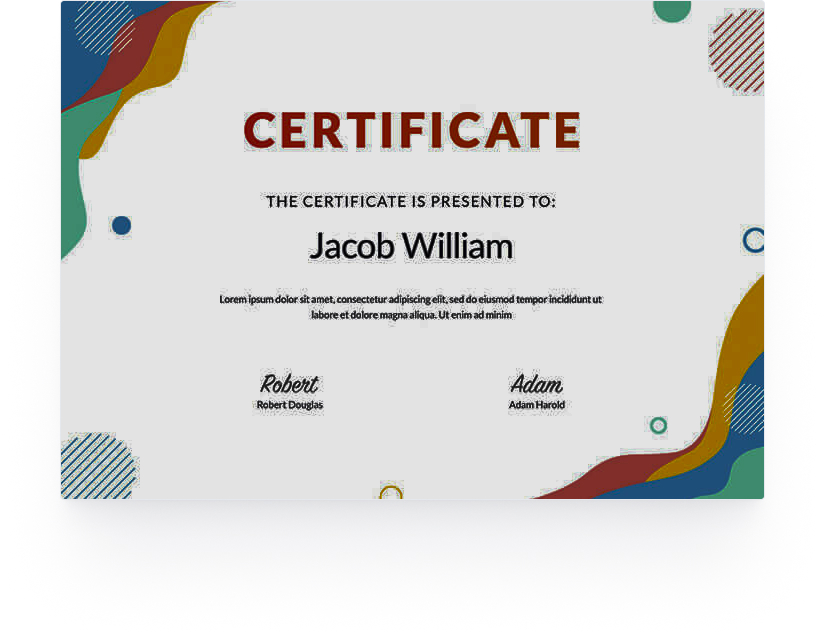 CERTIFICATE
THE CERTIFICATE IS PRESENTED TO:
Jacob William
Lorem ipsum dolor sit amet, consectetur adipiscing elit, sed do eiusmod tempor incididunt ut
labore et dolore magna aliqua. Ut enim ad minim
Robert Adam
Robert Douglas Adam Harold